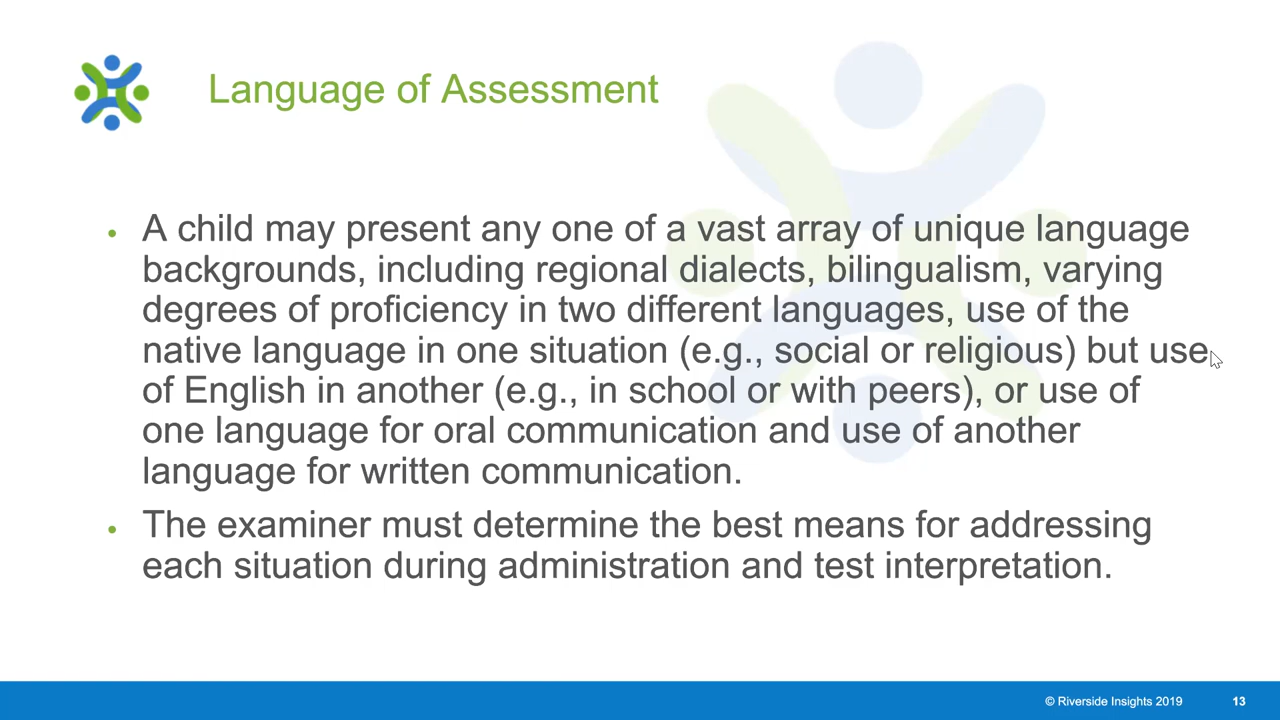 Language of Assessment
• A child may present any one of a vast array of unique language
backgrounds, including regional dialects, bilingualism, varying
degrees of proficiency in two different languages, use of the
native language in one situation (e.g., social or religious) but use
of English in another (e.g., in school or with peers), or use of
one language for oral communication and use of another
language for written communication.
• The examiner must determine the best means for addressing
each situation during administration and test interpretation.
© Riverside Insights 2019
13